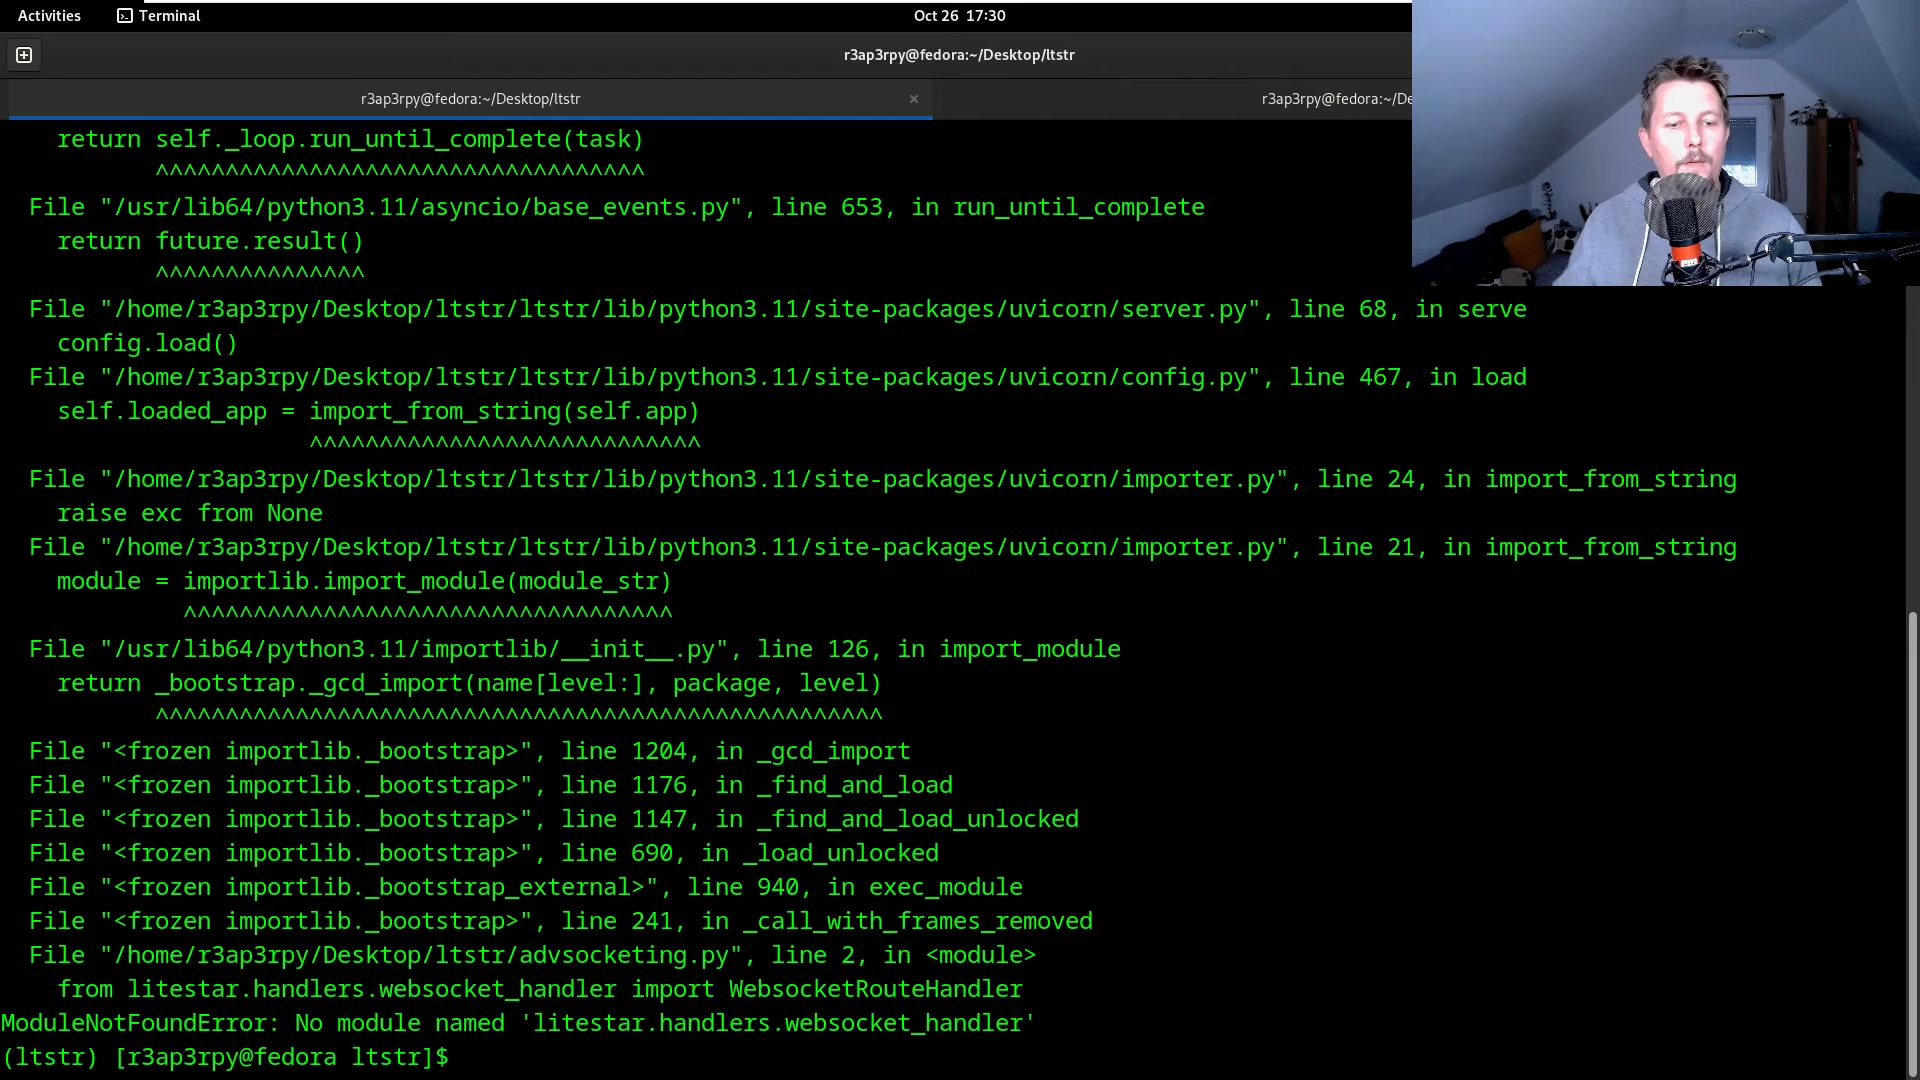 Activities
Terminal
Oct 26 17:30
r3ap3rpy@fedora:~/Desktop/ltstr
r3ap3rpy@fedora:~/Desktop/ltstr ×
r3ap3rpy@fedora:~/De
return self._loop.run_until_complete(task)
^^^^^^^^^^^^^^^^^^^^^^^^^^^^^^^^^^^
File "/usr/lib64/python3.11/asyncio/base_events.py", line 653, in run_until_complete
return future.result()
^^^^^^^^^^^^^^^
File "/home/r3ap3rpy/Desktop/ltstr/ltstr/lib/python3.11/site-packages/uvicorn/server.py", line 68, in serve
config.load()
File "/home/r3ap3rpy/Desktop/ltstr/ltstr/lib/python3.11/site-packages/uvicorn/config.py", line 467, in load
self.loaded_app = import_from_string(self.app)
^^^^^^^^^^^^^^^^^^^^^^^^^^^^
File "/home/r3ap3rpy/Desktop/ltstr/ltstr/lib/python3.11/site-packages/uvicorn/importer.py", line 24, in import_from_string
raise exc from None
File "/home/r3ap3rpy/Desktop/ltstr/ltstr/lib/python3.11/site-packages/uvicorn/importer.py", line 21, in import_from_string
module = importlib.import_module(module_str)
^^^^^^^^^^^^^^^^^^^^^^^^^^^^^^^^^^^
File "/usr/lib64/python3.11/importlib/__init__.py", line 126, in import_module
return _bootstrap._gcd_import(name[level:], package, level)
^^^^^^^^^^^^^^^^^^^^^^^^^^^^^^^^^^^^^^^^^^^^^^^^^^^^
File "<frozen importlib._bootstrap>", line 1204, in _gcd_import
File "<frozen importlib._bootstrap>", line 1176, in _find_and_load
File "<frozen importlib._bootstrap>", line 1147, in _find_and_load_unlocked
File "<frozen importlib._bootstrap>", line 690, in _load_unlocked
File "<frozen importlib._bootstrap_external>", line 940, in exec_module
File "<frozen importlib._bootstrap>", line 241, in _call_with_frames_removed
File "/home/r3ap3rpy/Desktop/ltstr/advsocketing.py", line 2, in <module>
from litestar.handlers.websocket_handler import WebsocketRouteHandler
ModuleNotFoundError: No module named 'litestar.handlers.websocket_handler'
(ltstr) [r3ap3rpy@fedora ltstr]$